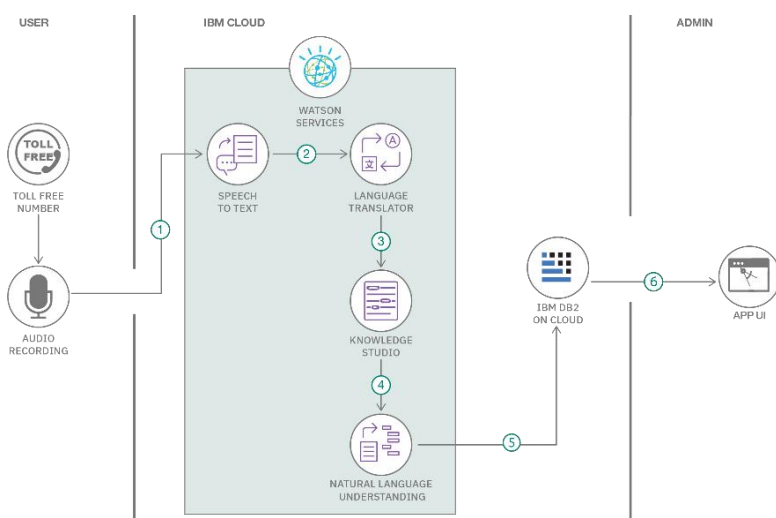 USER
IBM CLOUD
ADMIN
WATSON
SERVICES
TOLL
FREE
TOLL FREE
NUMBER
SPEECH
TO TEXT
2
A
文
LANGUAGE
TRANSLATOR
1
3
AUDIO
RECORDING
KNOWLEDGE
STUDIO
IBM DB2
ON CLOUD
6
APP UI
4
5
NATURAL LANGUAGE
UNDERSTANDING